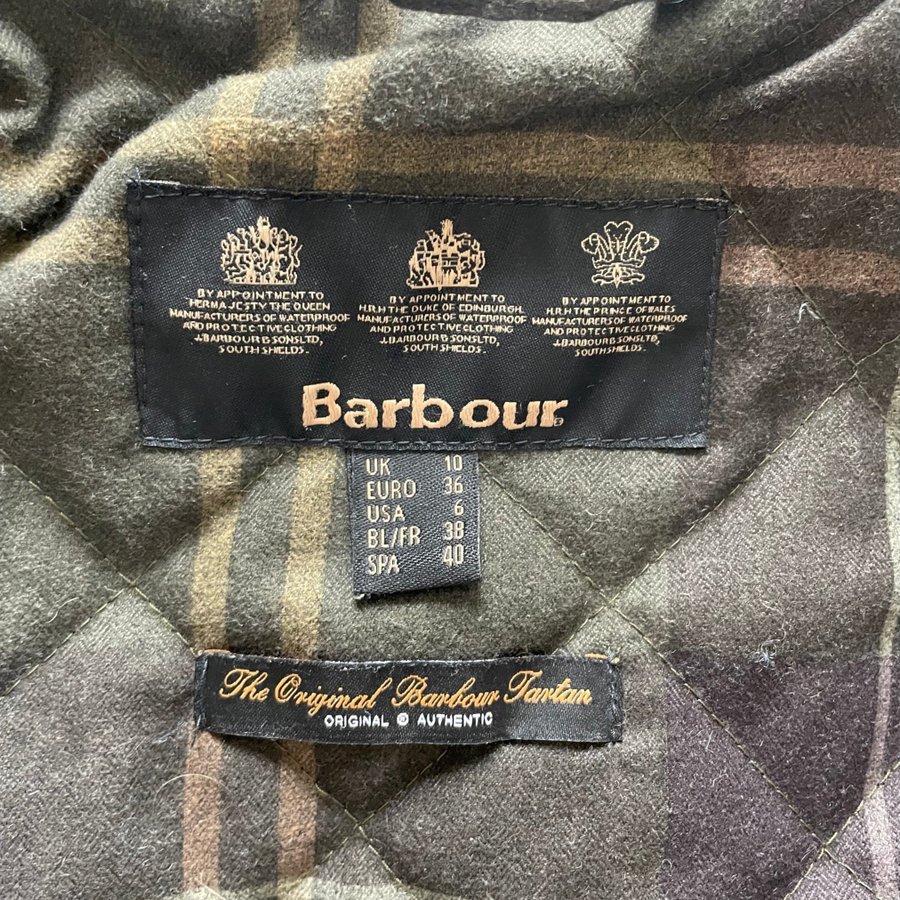 BY APPOINTMENT TO
HER MAJESTY THE QUEEN
MANUFACTURERS OF WATERPROOF
AND PROTECTIVE CLOTHING
J.BARBOUR & SONS LTD,
SOUTH SHIELDS.
BY APPOINTMENT TO
H.R.H THE DUKE OF EDINBURGH
MANUFACTURERS OF WATERPROOF
AND PROTECTIVE CLOTHING
J.BARBOUR & SONS LTD,
SOUTH SHIELDS.
BY APPOINTMENT TO
H.R.H THE PRINCE OF WALES
MANUFACTURERS OF WATERPROOF
AND PROTECTIVE CLOTHING
J.BARBOUR & SONS LTD,
SOUTH SHIELDS.
Barbour®
UK 10
EURO 36
USA 6
BL/FR 38
SPA 40
The Original Barbour Tartan
ORIGINAL © AUTHENTIC